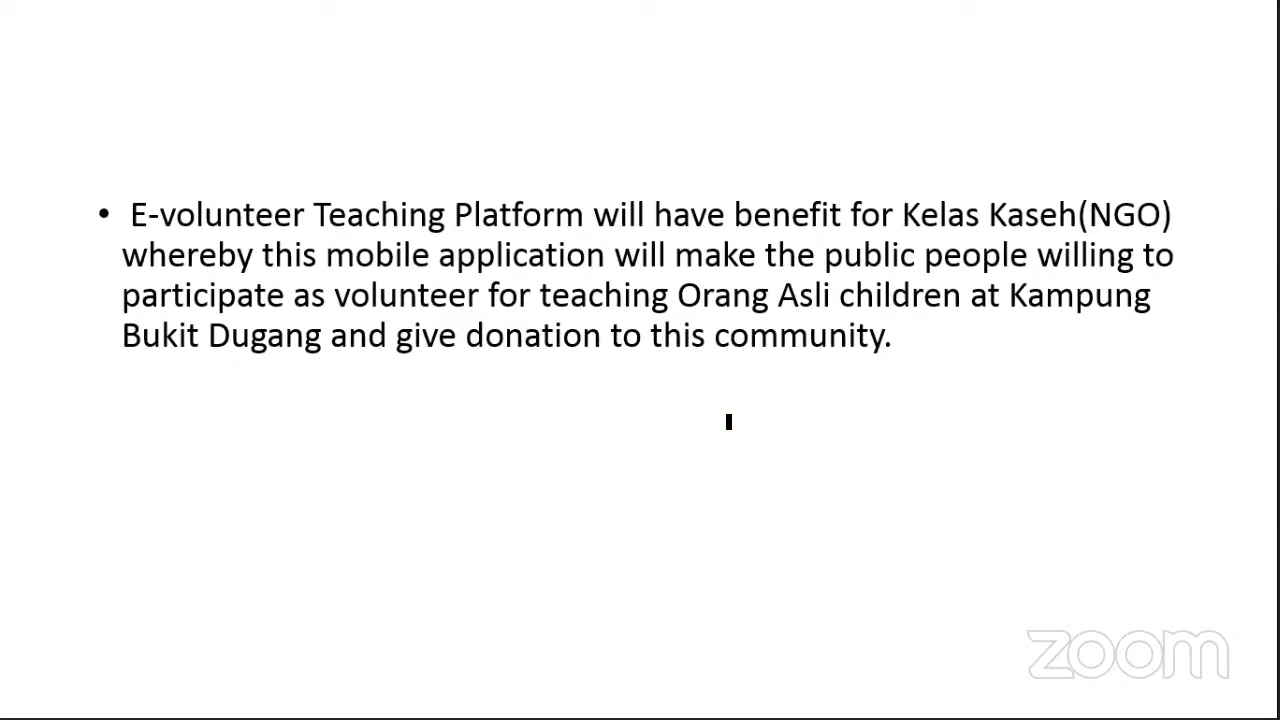 • E-volunteer Teaching Platform will have benefit for Kelas Kaseh(NGO)
whereby this mobile application will make the public people willing to
participate as volunteer for teaching Orang Asli children at Kampung
Bukit Dugang and give donation to this community.
zoom